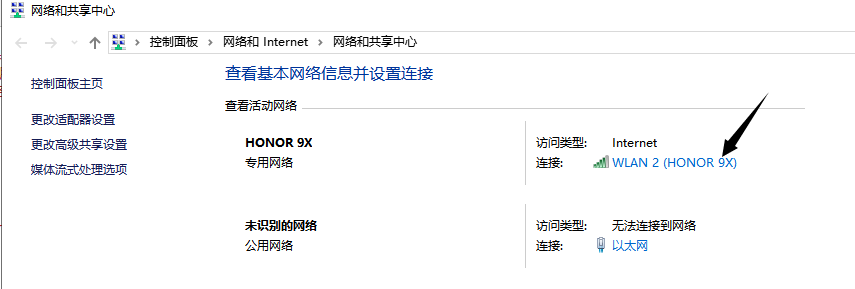 网络和共享中心
控制面板 网络和 Internet 网络和共享中心
控制面板主页
更改适配器设置
更改高级共享设置
媒体流式处理选项
查看基本网络信息并设置连接
查看活动网络
HONOR 9X
专用网络
访问类型: Internet
连接: WLAN 2 (HONOR 9X)
未识别的网络
公用网络
访问类型: 无法连接到网络
连接: 以太网